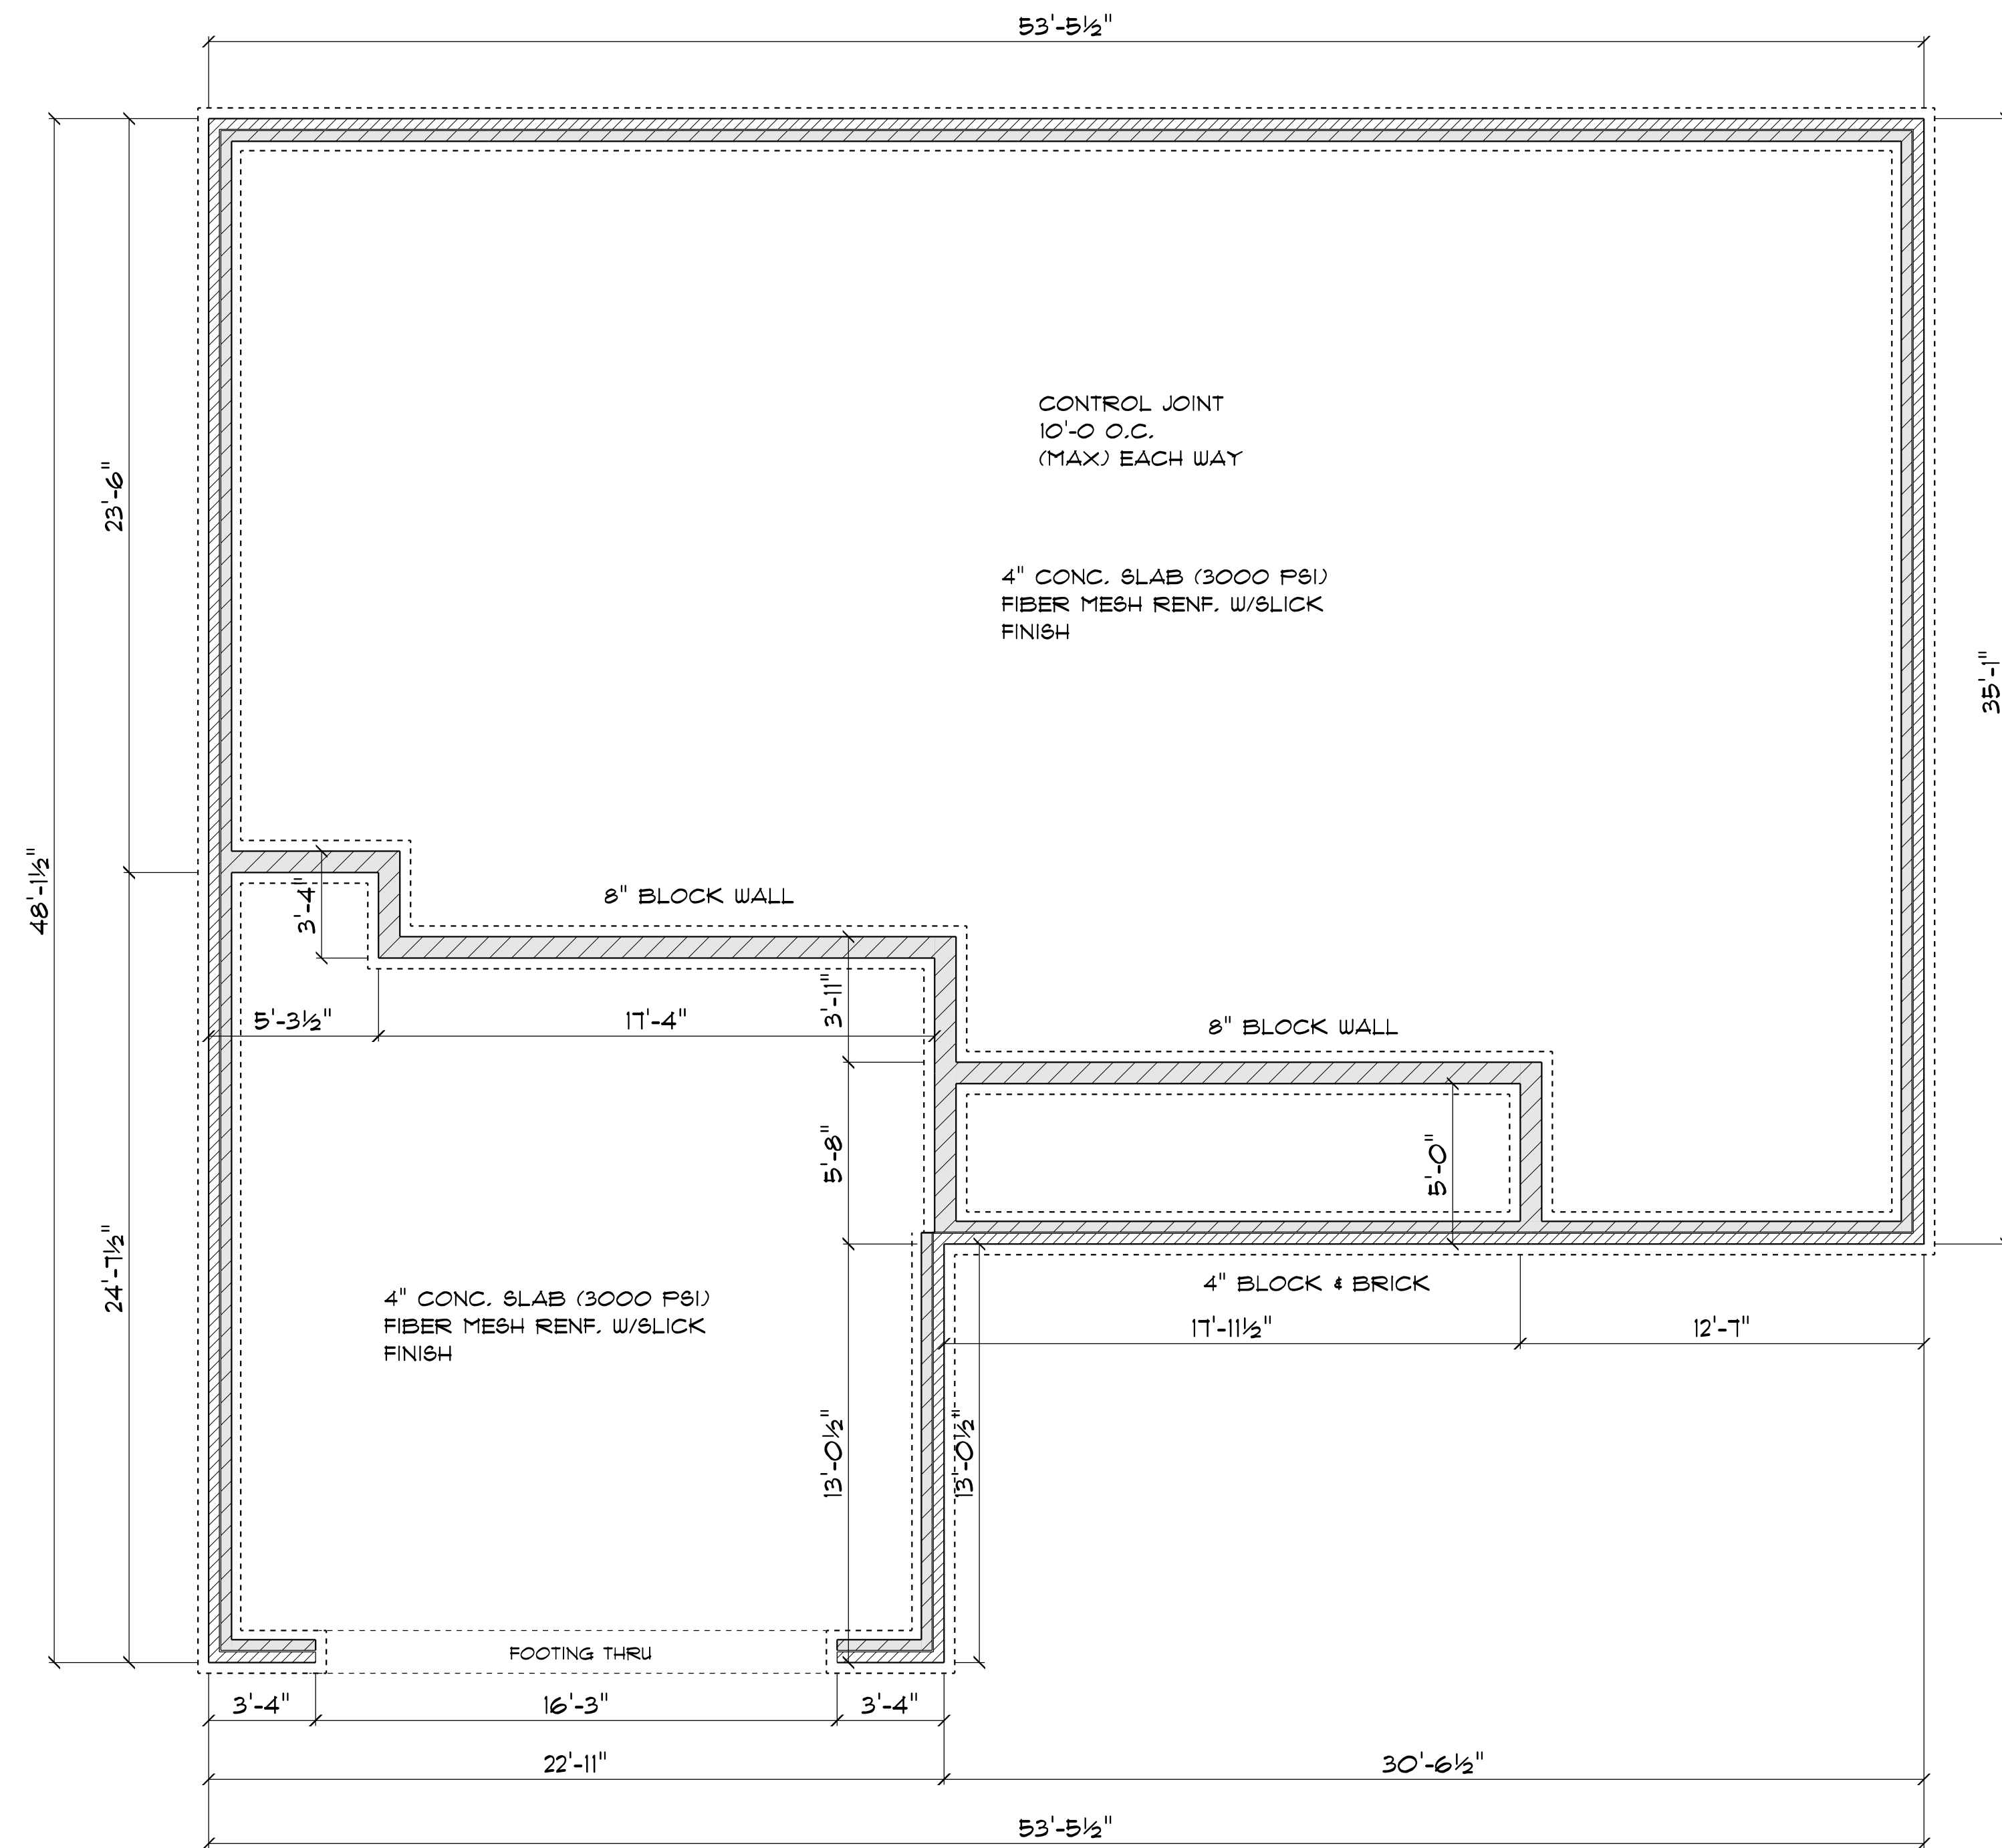 53'-5½"
CONTROL JOINT
10'-0 O.C.
(MAX) EACH WAY
23'-6"
4" CONC. SLAB (3000 PSI)
FIBER MESH RENF. W/SLICK
FINISH
35'-1"
48'-1½"
3'-4"
8" BLOCK WALL
5'-3½"
17'-4"
3'-11"
8" BLOCK WALL
5'-8"
5'-0"
24'-7½"
4" CONC. SLAB (3000 PSI)
FIBER MESH RENF. W/SLICK
FINISH
4" BLOCK & BRICK
17'-11½"
12'-7"
13'-0½"
13'-0½"
FOOTING THRU
3'-4"
16'-3"
3'-4"
22'-11"
30'-6½"
53'-5½"